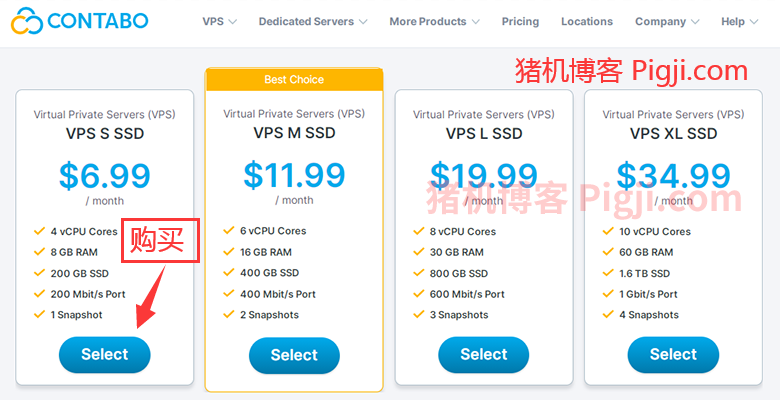 CONTABO
VPS Dedicated Servers More Products Pricing Locations Company Help
猪机博客 Pigji.com
Virtual Private Servers (VPS)
VPS S SSD
$6.99
/ month
4 vCPU Cores
8 GB RAM
200 GB SSD
200 Mbit/s Port
1 Snapshot
Select
购买
Best Choice
Virtual Private Servers (VPS)
VPS M SSD
$11.99
/ month
6 vCPU Cores
16 GB RAM
400 GB SSD
400 Mbit/s Port
2 Snapshots
Select
Virtual Private Servers (VPS)
VPS L SSD
$19.99
/ month
8 vCPU Cores
30 GB RAM
800 GB SSD
600 Mbit/s Port
3 Snapshots
Select
Virtual Private Servers (VPS)
VPS XL SSD
$34.99
/ month
10 vCPU Cores
60 GB RAM
1.6 TB SSD
1 Gbit/s Port
4 Snapshots
Select
猪机博客 Pigji.com